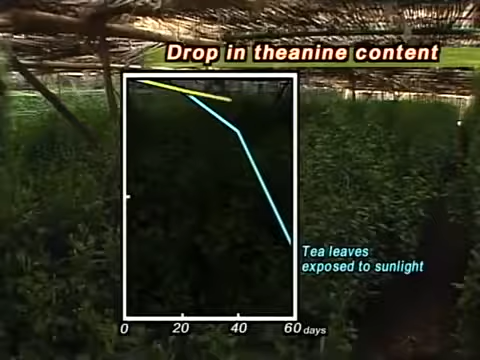 Drop in theanine content
Tea leaves
exposed to sunlight
0 20 40 60 days